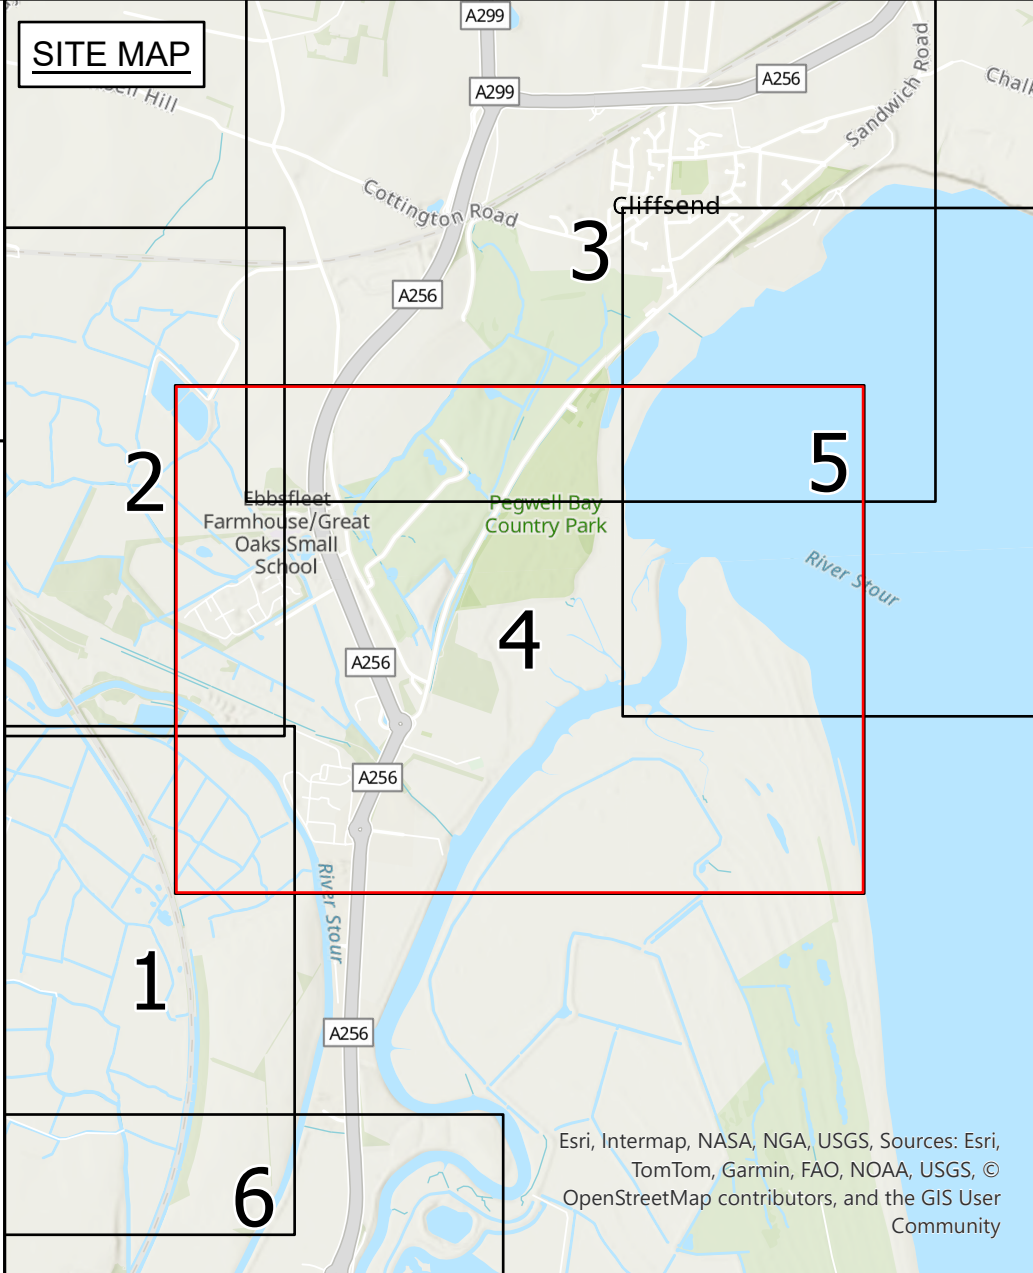 SITE MAP
A299
A299
A256
Sandwich Road
Hill
Cottington Road
Cliffsend
3
A256
2
5
Ebbsfleet
Farmhouse/Great
Oaks Small
School
Pegwell Bay
Country Park
River Stour
4
A256
A256
River Stour
1
A256
6
Esri, Intermap, NASA, NGA, USGS, Sources: Esri,
TomTom, Garmin, FAO, NOAA, USGS, ©
OpenStreetMap contributors, and the GIS User
Community